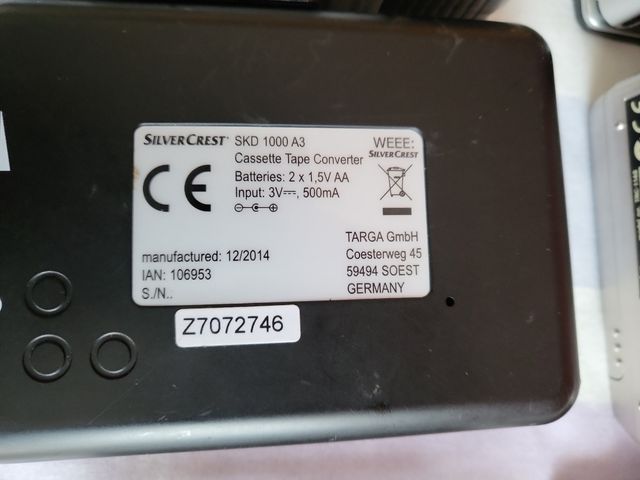 SILVERCREST® SKD 1000 A3
Cassette Tape Converter
Batteries: 2 x 1,5V AA
Input: 3V⎓, 500mA
CE
WEEE:
SILVERCREST
manufactured: 12/2014
IAN: 106953
S./N..
TARGA GmbH
Coesterweg 45
59494 SOEST
GERMANY
Z7072746